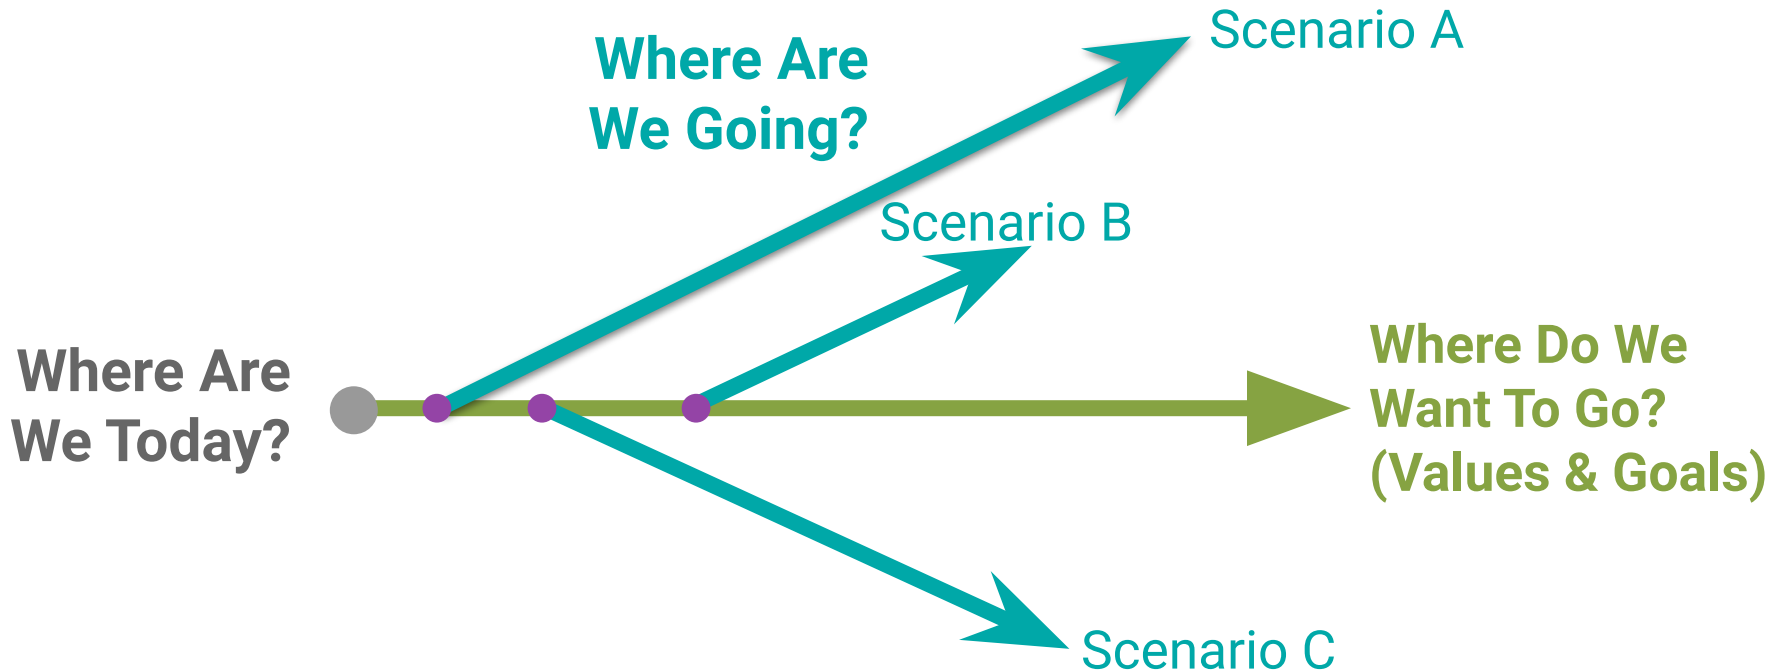 Scenario A
Where Are
We Going?
Scenario B
Where Are
We Today?
Where Do We
Want To Go?
(Values & Goals)
Scenario C